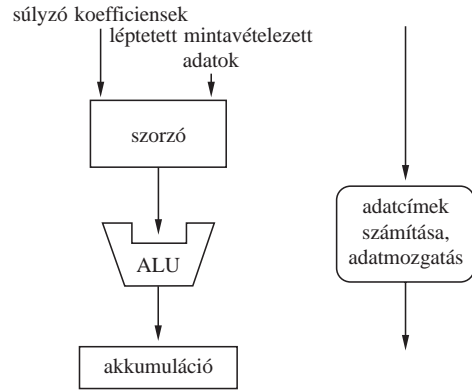 súlyzó koefficiensek
léptetett mintavételezett
adatok
szorzó
ALU
akkumuláció
adatcímek
számítása,
adatmozgatás